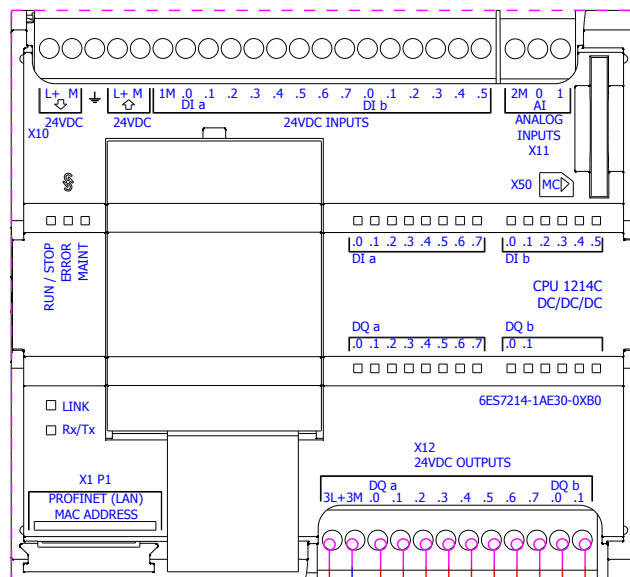 L+ M L+ M 1M .0 .1 .2 .3 .4 .5 .6 .7 .0 .1 .2 .3 .4 .5 2M 0 1
DI a DI b AI
24VDC 24VDC 24VDC INPUTS ANALOG
INPUTS
X10
X11
X50 MC
RUN / STOP
ERROR
MAINT
.0 .1 .2 .3 .4 .5 .6 .7 .0 .1 .2 .3 .4 .5
DI a DI b
CPU 1214C
DC/DC/DC
DQ a DQ b
.0 .1 .2 .3 .4 .5 .6 .7 .0 .1
6ES7214-1AE30-0XB0
LINK
Rx/Tx
X12
24VDC OUTPUTS
X1 P1
DQ a DQ b
3L+ 3M .0 .1 .2 .3 .4 .5 .6 .7 .0 .1
PROFINET (LAN)
MAC ADDRESS